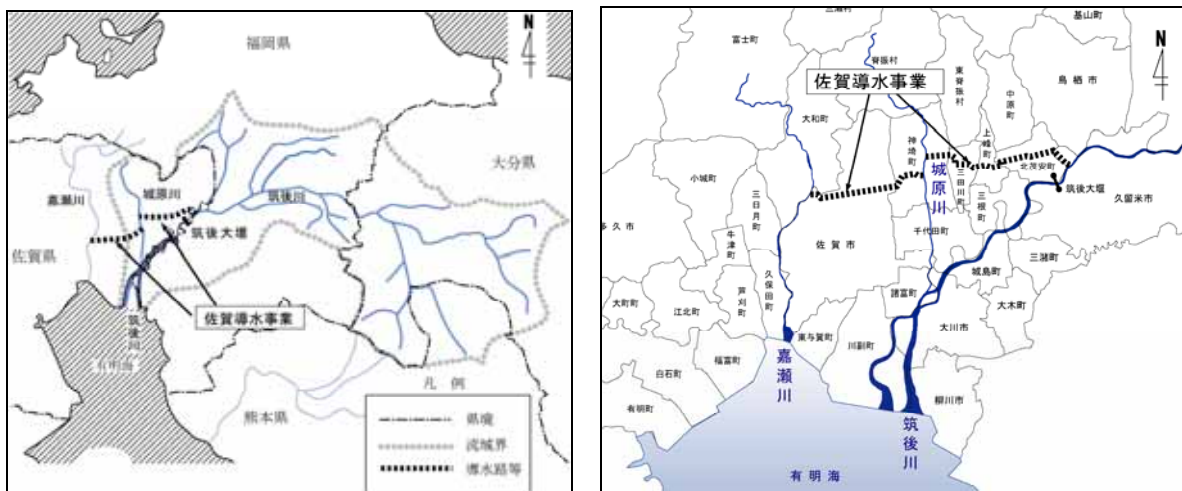 福岡県
N
大分県
城原川
嘉瀬川
筑後川
筑後大堰
佐賀県
佐賀導水事業
筑後川
有明海
熊本県
凡 例
県境
流域界
導水路等
三瀬村
基山町
富士町
脊振村
N
佐賀導水事業
東脊振村
鳥栖市
中原町
大和町
上峰町
神埼町
北茂安町
小城町
城原川
三田川町
筑後大堰
三日月町
三根町
久留米市
多久市
佐賀市
千代田町
牛津町
三潴町
城島町
芦刈町
久保田町
諸富町
大木町
大町町
江北町
大川市
東与賀町
川副町
福富町
嘉瀬川
白石町
柳川市
有明町
筑後川
有明海